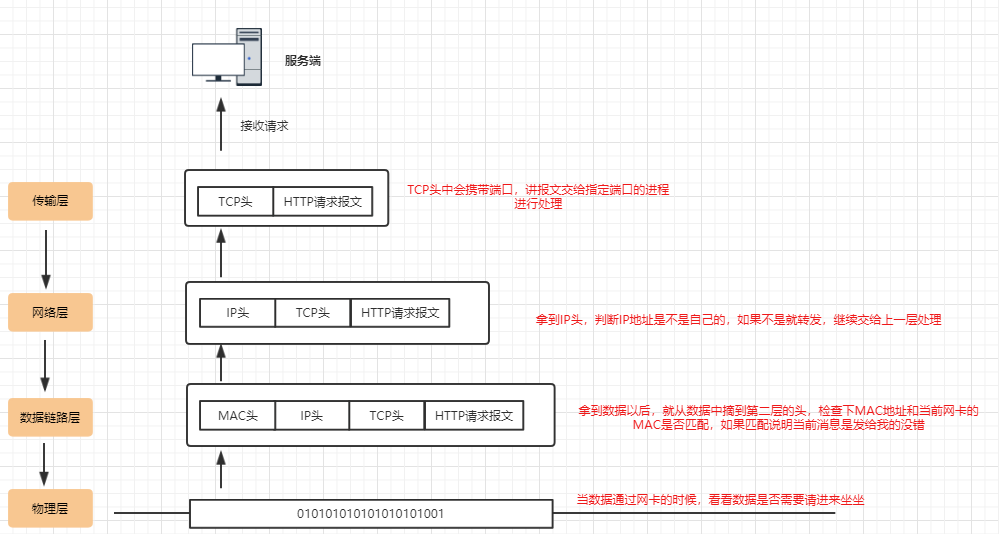 服务端
接收请求
传输层
TCP头 HTTP请求报文
TCP头中会携带端口，讲报文交给指定端口的进程
进行处理
网络层
IP头 TCP头 HTTP请求报文
拿到IP头，判断IP地址是不是自己的，如果不是就转发，继续交给上一层处理
数据链路层
MAC头 IP头 TCP头 HTTP请求报文
拿到数据以后，就从数据中摘到第二层的头，检查下MAC地址和当前网卡的
MAC是否匹配，如果匹配说明当前消息是发给我的没错
物理层
010101010101010101001
当数据通过网卡的时候，看看数据是否需要请进来坐坐